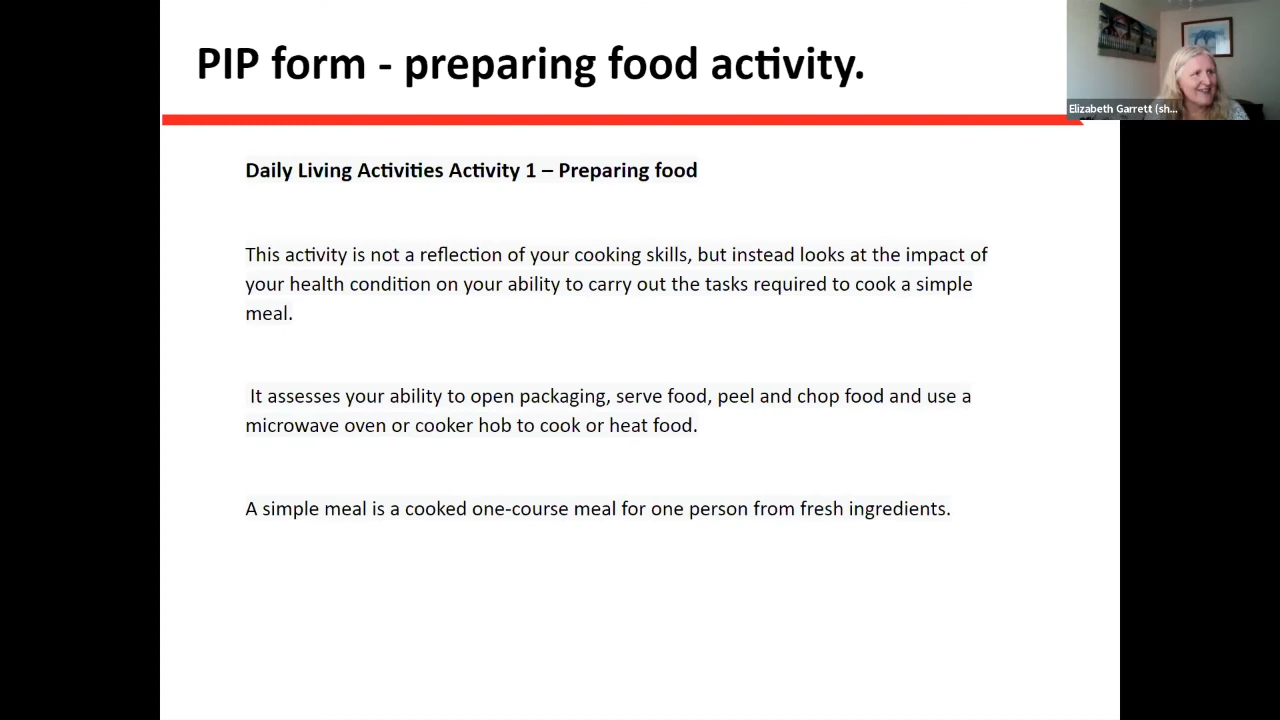 PIP form - preparing food activity.
Elizabeth Garrett (sh...
Daily Living Activities Activity 1 – Preparing food
This activity is not a reflection of your cooking skills, but instead looks at the impact of
your health condition on your ability to carry out the tasks required to cook a simple
meal.
It assesses your ability to open packaging, serve food, peel and chop food and use a
microwave oven or cooker hob to cook or heat food.
A simple meal is a cooked one-course meal for one person from fresh ingredients.